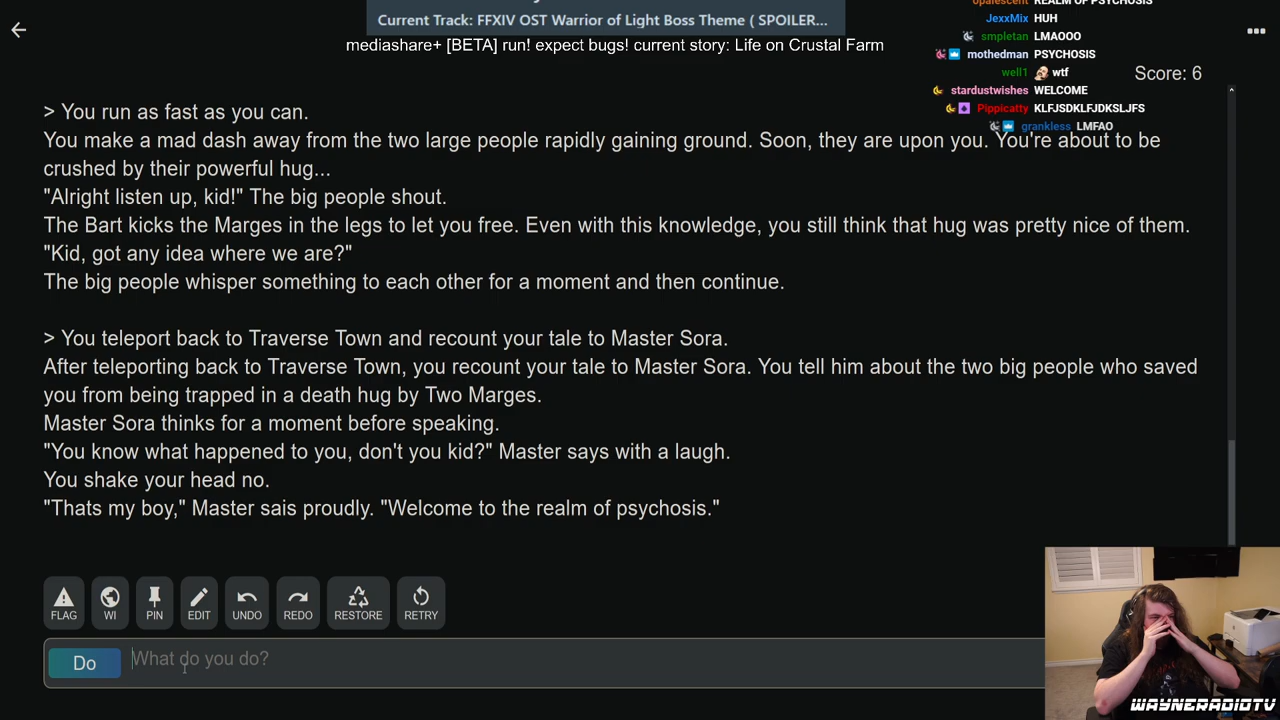 Current Track: FFXIV OST Warrior of Light Boss Theme ( SPOILER...
mediashare+ [BETA] run! expect bugs! current story: Life on Crustal Farm
opalescent REALM OF PSYCHOSIS
JexxMix HUH
smpletan LMAOOO
mothedman PSYCHOSIS
well1 wtf
stardustwishes WELCOME
Pippicatty KLFJSDKLFJDKSLJFS
grankless LMFAO
Score: 6
> You run as fast as you can.
You make a mad dash away from the two large people rapidly gaining ground. Soon, they are upon you. You're about to be
crushed by their powerful hug...
"Alright listen up, kid!" The big people shout.
The Bart kicks the Marges in the legs to let you free. Even with this knowledge, you still think that hug was pretty nice of them.
"Kid, got any idea where we are?"
The big people whisper something to each other for a moment and then continue.
> You teleport back to Traverse Town and recount your tale to Master Sora.
After teleporting back to Traverse Town, you recount your tale to Master Sora. You tell him about the two big people who saved
you from being trapped in a death hug by Two Marges.
Master Sora thinks for a moment before speaking.
"You know what happened to you, don't you kid?" Master says with a laugh.
You shake your head no.
"Thats my boy," Master sais proudly. "Welcome to the realm of psychosis."
FLAG WI PIN EDIT UNDO REDO RESTORE RETRY
Do What do you do?
WAYNERADIOTV